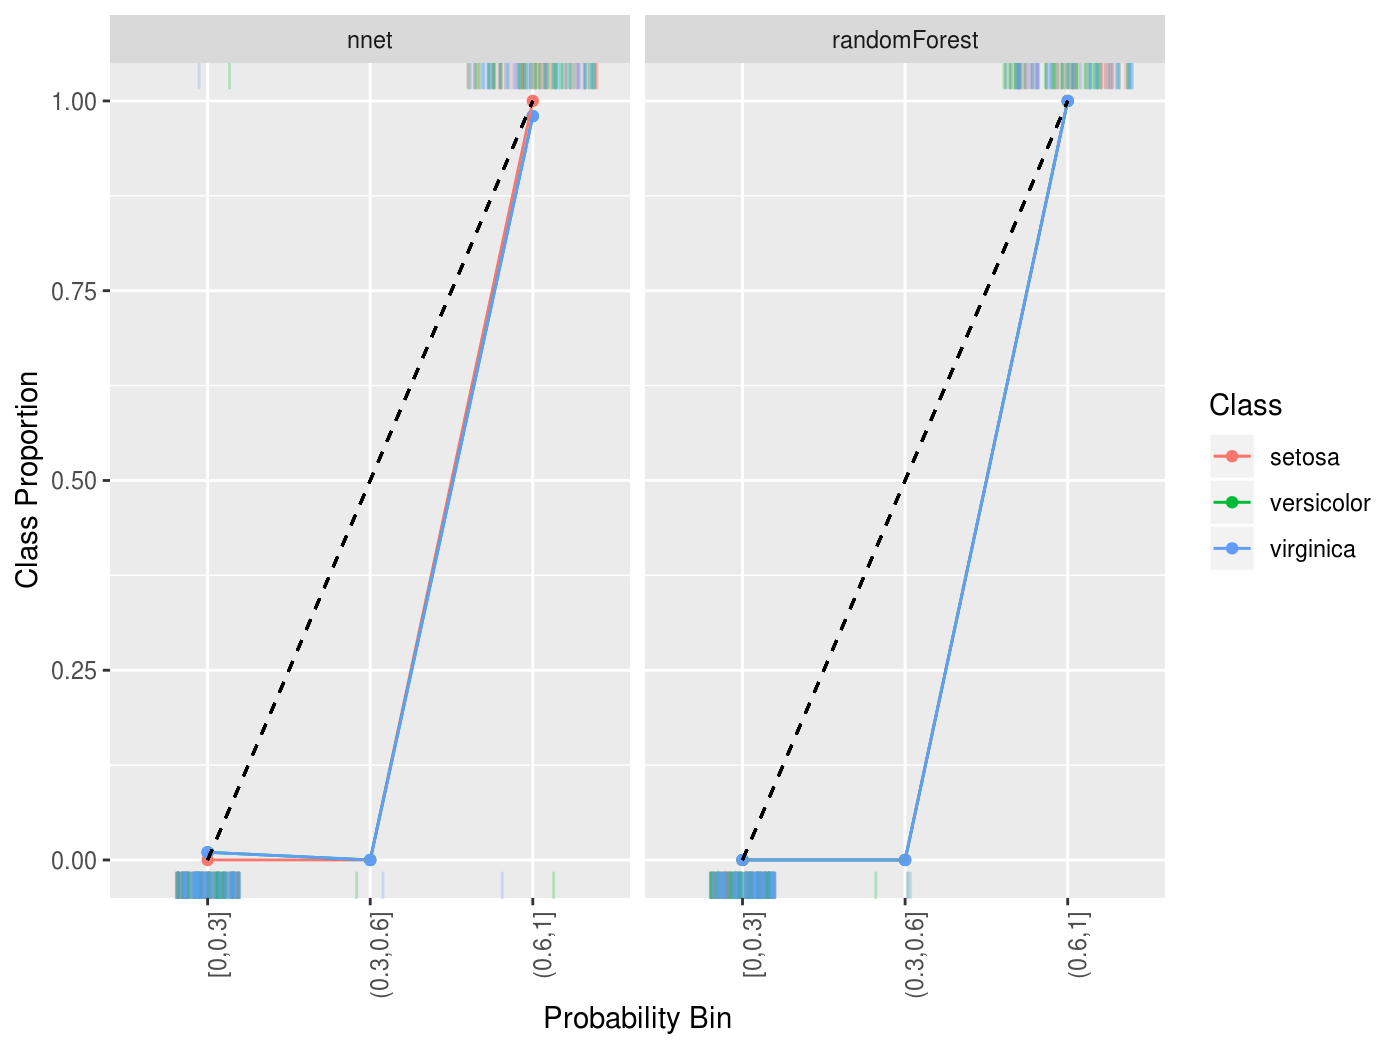 nnet
randomForest
1.00
0.75
0.50
0.25
0.00
Class Proportion
[0,0.3]
(0.3,0.6]
(0.6,1]
[0,0.3]
(0.3,0.6]
(0.6,1]
Probability Bin
Class
setosa
versicolor
virginica